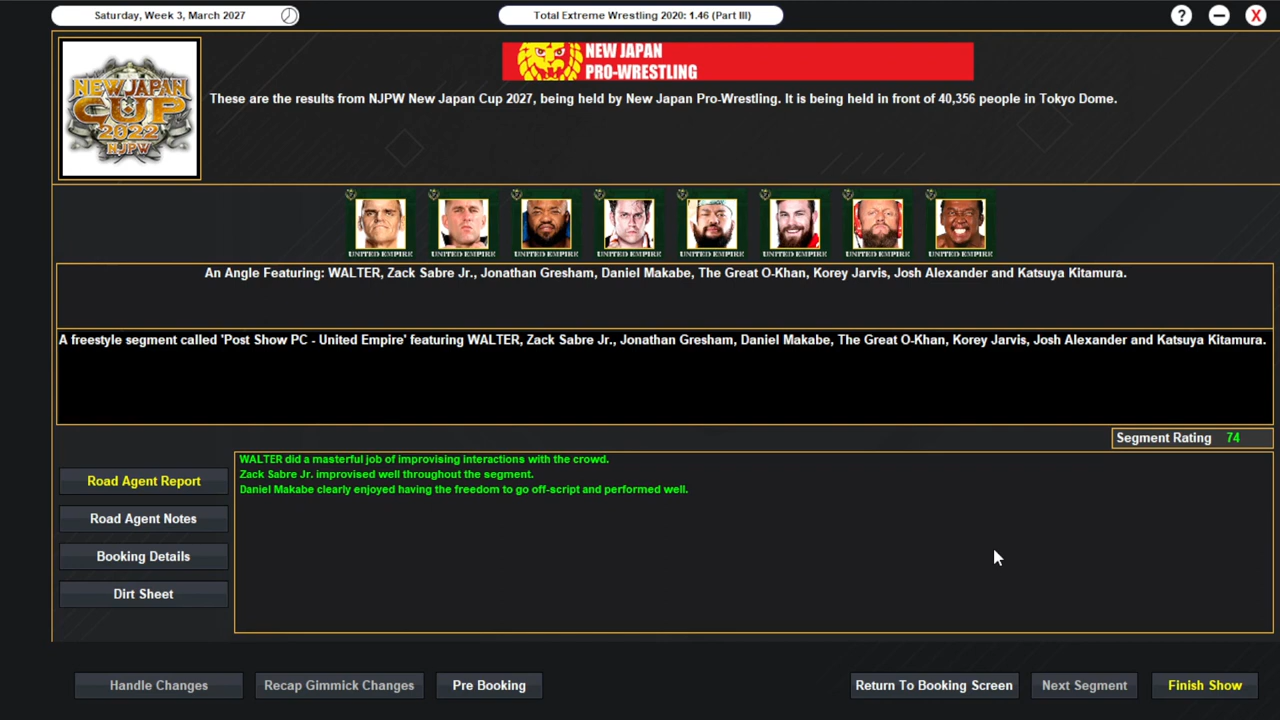 Saturday, Week 3, March 2027
Total Extreme Wrestling 2020: 1.46 (Part III)
?
X
NEW JAPAN
CUP
2022
NJPW
NEW JAPAN
PRO-WRESTLING
These are the results from NJPW New Japan Cup 2027, being held by New Japan Pro-Wrestling. It is being held in front of 40,356 people in Tokyo Dome.
UNITED EMPIRE UNITED EMPIRE UNITED EMPIRE UNITED EMPIRE UNITED EMPIRE UNITED EMPIRE UNITED EMPIRE UNITED EMPIRE
An Angle Featuring: WALTER, Zack Sabre Jr., Jonathan Gresham, Daniel Makabe, The Great O-Khan, Korey Jarvis, Josh Alexander and Katsuya Kitamura.
A freestyle segment called 'Post Show PC - United Empire' featuring WALTER, Zack Sabre Jr., Jonathan Gresham, Daniel Makabe, The Great O-Khan, Korey Jarvis, Josh Alexander and Katsuya Kitamura.
Segment Rating 74
Road Agent Report
Road Agent Notes
Booking Details
Dirt Sheet
WALTER did a masterful job of improvising interactions with the crowd.
Zack Sabre Jr. improvised well throughout the segment.
Daniel Makabe clearly enjoyed having the freedom to go off-script and performed well.
Handle Changes
Recap Gimmick Changes
Pre Booking
Return To Booking Screen
Next Segment
Finish Show